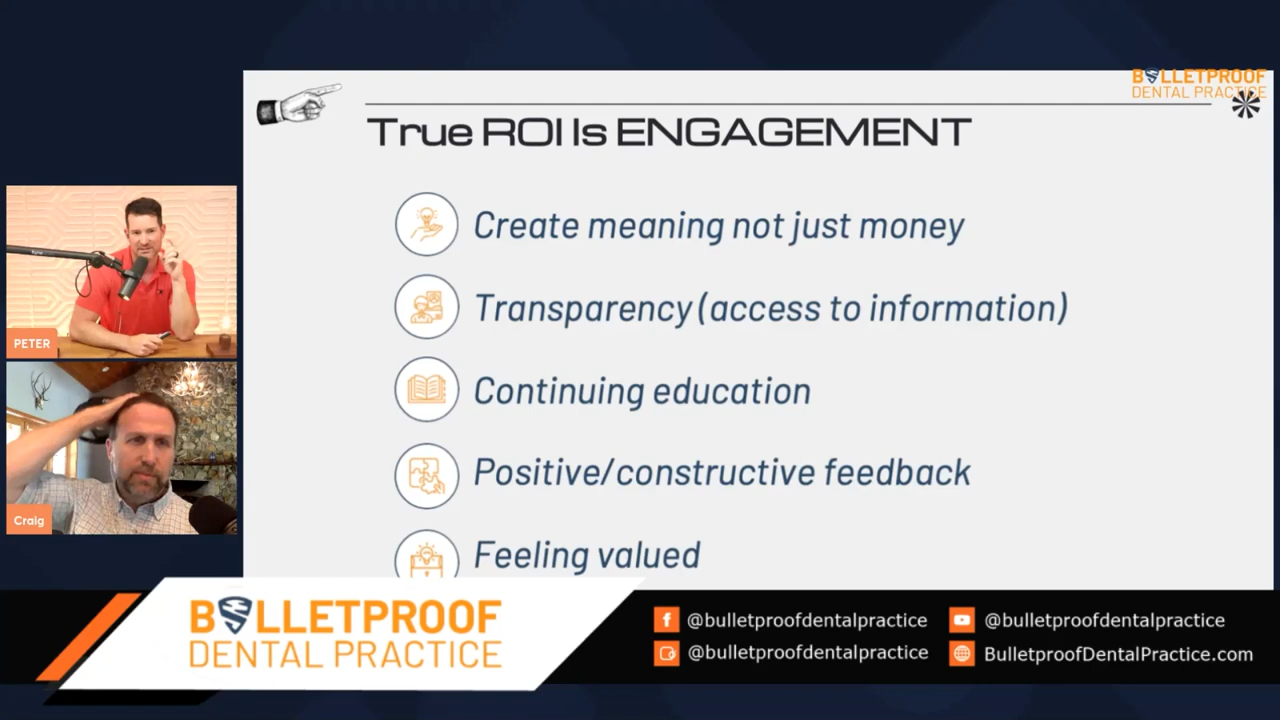 BULLETPROOF
DENTAL PRACTICE
True ROI Is ENGAGEMENT
Create meaning not just money
Transparency (access to information)
Continuing education
Positive/constructive feedback
Feeling valued
PETER
Craig
BULLETPROOF
DENTAL PRACTICE
@bulletproofdentalpractice
@bulletproofdentalpractice
@bulletproofdentalpractice
BulletproofDentalPractice.com